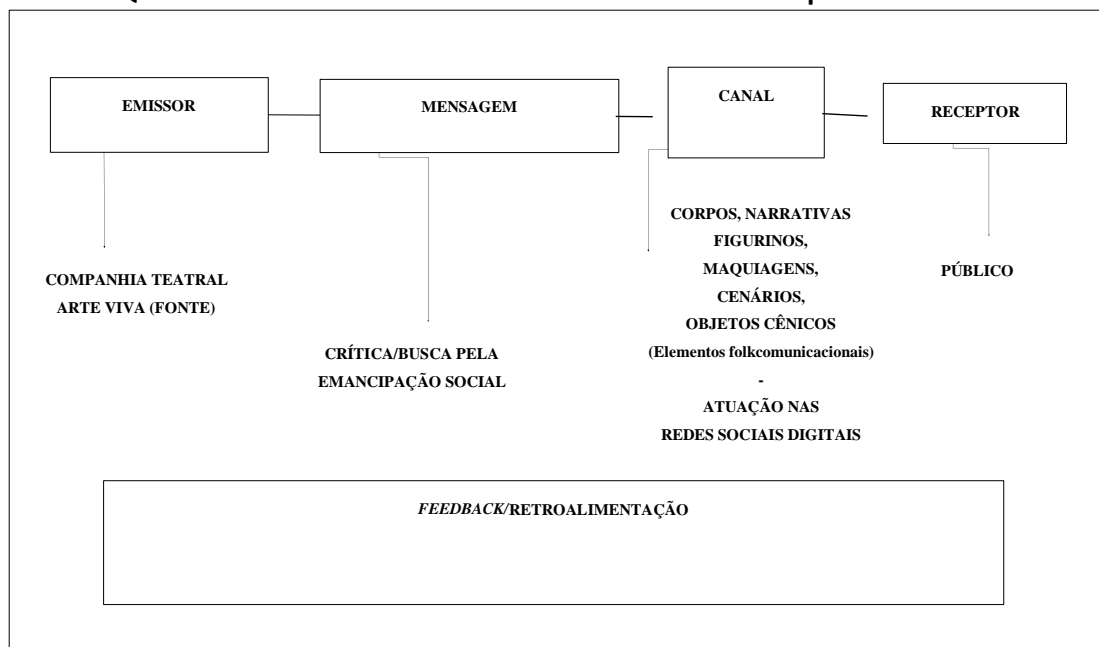 EMISSOR
MENSAGEM
CANAL
RECEPTOR
COMPANHIA TEATRAL
ARTE VIVA (FONTE)
CRÍTICA/BUSCA PELA
EMANCIPAÇÃO SOCIAL
CORPOS, NARRATIVAS
FIGURINOS,
MAQUIAGENS,
CENÁRIOS,
OBJETOS CÊNICOS
(Elementos folkcomunicacionais)
-
ATUAÇÃO NAS
REDES SOCIAIS DIGITAIS
PÚBLICO
FEEDBACK/RETROALIMENTAÇÃO